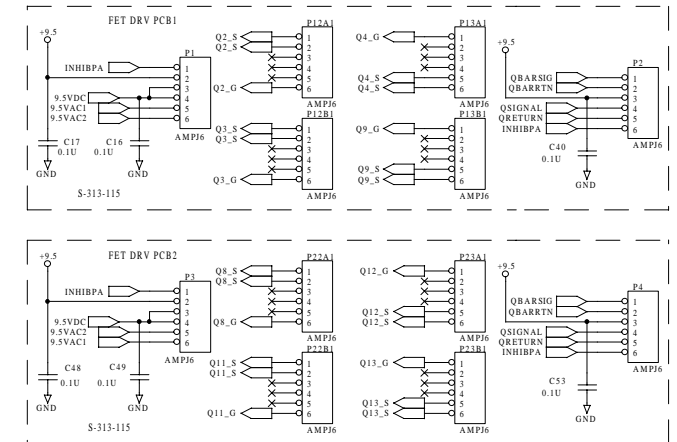 FET DRV PCB1
+9.5
INHIBPA
9.5VDC
9.5VAC1
9.5VAC2
P1
1
2
3
4
5
6
AMPJ6
C17
0.1U
C16
0.1U
GND
GND
S-313-115
P12A1
Q2_S
Q2_S
Q2_G
1
2
3
4
5
6
AMPJ6
P12B1
Q3_S
Q3_S
Q3_G
1
2
3
4
5
6
AMPJ6
P13A1
Q4_G
Q4_S
Q4_S
1
2
3
4
5
6
AMPJ6
P13B1
Q9_G
Q9_S
Q9_S
1
2
3
4
5
6
AMPJ6
+9.5
QBARSIG
QBARRTN
QSIGNAL
QRETURN
INHIBPA
P2
1
2
3
4
5
6
AMPJ6
C40
0.1U
GND
FET DRV PCB2
+9.5
INHIBPA
9.5VDC
9.5VAC2
9.5VAC1
P3
1
2
3
4
5
6
AMPJ6
C48
0.1U
C49
0.1U
GND
GND
S-313-115
P22A1
Q8_S
Q8_S
Q8_G
1
2
3
4
5
6
AMPJ6
P22B1
Q11_S
Q11_S
Q11_G
1
2
3
4
5
6
AMPJ6
P23A1
Q12_G
Q12_S
Q12_S
1
2
3
4
5
6
AMPJ6
P23B1
Q13_G
Q13_S
Q13_S
1
2
3
4
5
6
AMPJ6
+9.5
QBARSIG
QBARRTN
QSIGNAL
QRETURN
INHIBPA
P4
1
2
3
4
5
6
AMPJ6
C53
0.1U
GND